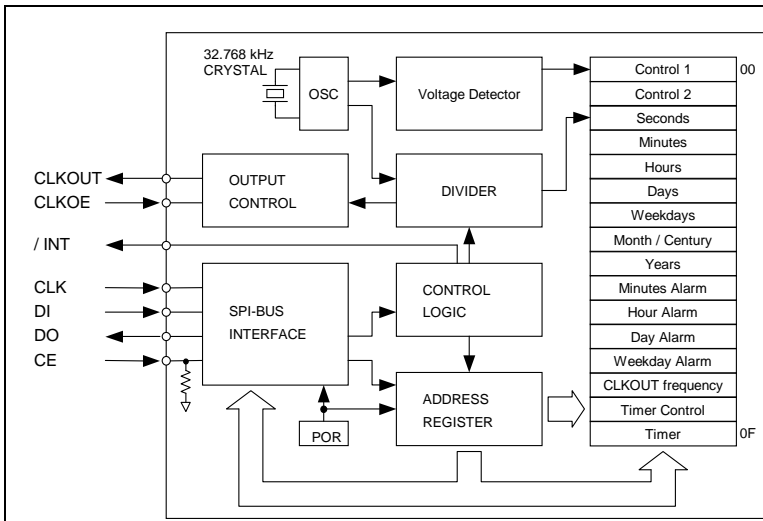 32.768 kHz
CRYSTAL
OSC
Voltage Detector
Control 1
00
Control 2
Seconds
Minutes
Hours
Days
Weekdays
Month / Century
Years
Minutes Alarm
Hour Alarm
Day Alarm
Weekday Alarm
CLKOUT frequency
Timer Control
Timer
0F
CLKOUT
CLKOE
OUTPUT
CONTROL
DIVIDER
/ INT
CLK
DI
DO
CE
SPI-BUS
INTERFACE
CONTROL
LOGIC
ADDRESS
REGISTER
POR